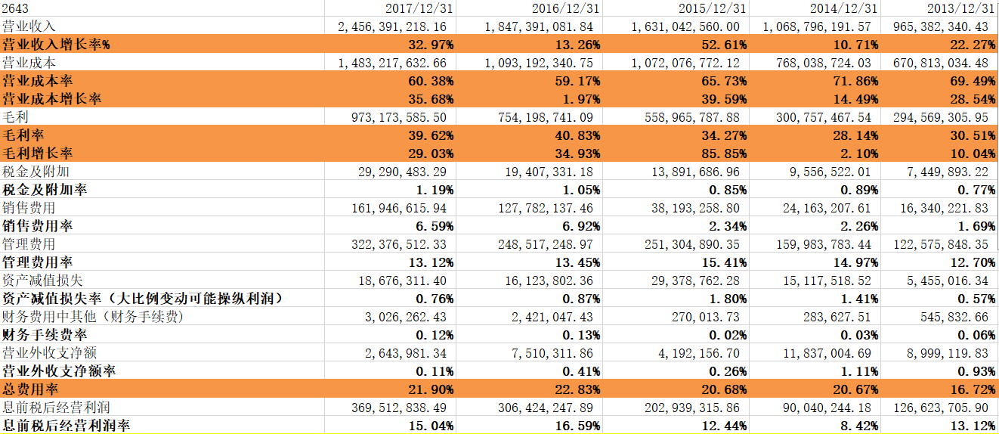 2643 2017/12/31 2016/12/31 2015/12/31 2014/12/31 2013/12/31
营业收入 2,456,391,218.16 1,847,391,081.84 1,631,042,560.00 1,068,796,191.57 965,382,340.43
营业收入增长率% 32.97% 13.26% 52.61% 10.71% 22.27%
营业成本 1,483,217,632.66 1,093,192,340.75 1,072,076,772.12 768,038,724.03 670,813,034.48
营业成本率 60.38% 59.17% 65.73% 71.86% 69.49%
营业成本增长率 35.68% 1.97% 39.59% 14.49% 28.54%
毛利 973,173,585.50 754,198,741.09 558,965,787.88 300,757,467.54 294,569,305.95
毛利率 39.62% 40.83% 34.27% 28.14% 30.51%
毛利增长率 29.03% 34.93% 85.85% 2.10% 10.04%
税金及附加 29,290,483.29 19,407,331.18 13,891,686.96 9,556,522.01 7,449,893.22
税金及附加率 1.19% 1.05% 0.85% 0.89% 0.77%
销售费用 161,946,615.94 127,782,137.46 38,193,258.80 24,163,207.61 16,340,221.83
销售费用率 6.59% 6.92% 2.34% 2.26% 1.69%
管理费用 322,376,512.33 248,517,248.97 251,304,890.35 159,983,783.44 122,575,848.35
管理费用率 13.12% 13.45% 15.41% 14.97% 12.70%
资产减值损失 18,676,311.40 16,123,802.36 29,378,762.28 15,117,518.52 5,455,016.34
资产减值损失率（大比例变动可能操纵利润） 0.76% 0.87% 1.80% 1.41% 0.57%
财务费用中其他（财务手续费） 3,026,262.43 2,421,047.43 270,013.73 283,627.51 545,832.66
财务手续费率 0.12% 0.13% 0.02% 0.03% 0.06%
营业外收支净额 2,643,981.34 7,510,311.86 4,192,156.70 11,837,004.69 8,999,119.83
营业外收支净额率 0.11% 0.41% 0.26% 1.11% 0.93%
总费用率 21.90% 22.83% 20.68% 20.67% 16.72%
息前税后经营利润 369,512,838.49 306,424,247.89 202,939,315.86 90,040,244.18 126,623,705.90
息前税后经营利润率 15.04% 16.59% 12.44% 8.42% 13.12%